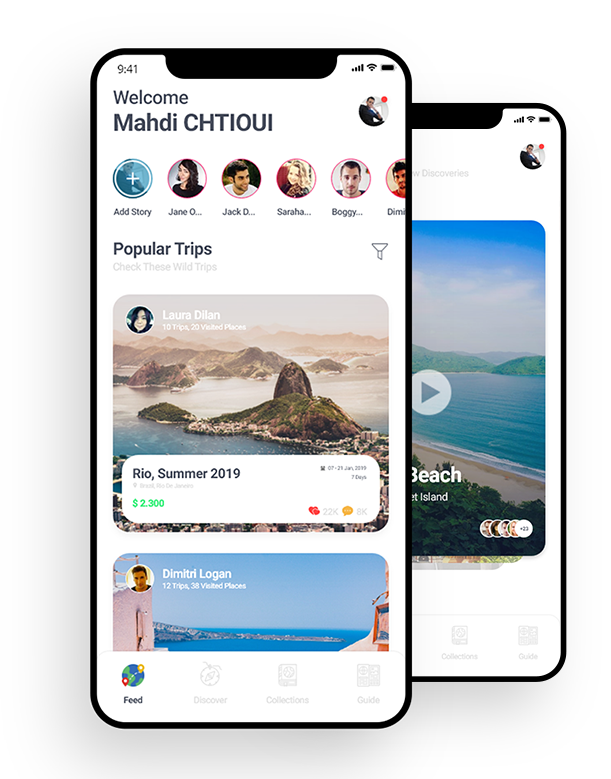 9:41
Welcome
Mahdi CHTIOUI
Add Story
Jane O...
Jack D...
Saraha...
Boggy...
Dimi
Popular Trips
Check These Wild Trips
Laura Dilan
10 Trips, 20 Visited Places
Rio, Summer 2019
07 - 21 Jan, 2019
Brazil, Rio De Janeiro
7 Days
$ 2.300
22K
8K
Dimitri Logan
12 Trips, 38 Visited Places
Feed
Discover
Collections
Guide
w Discoveries
Beach
et Island
+23
Collections
Guide